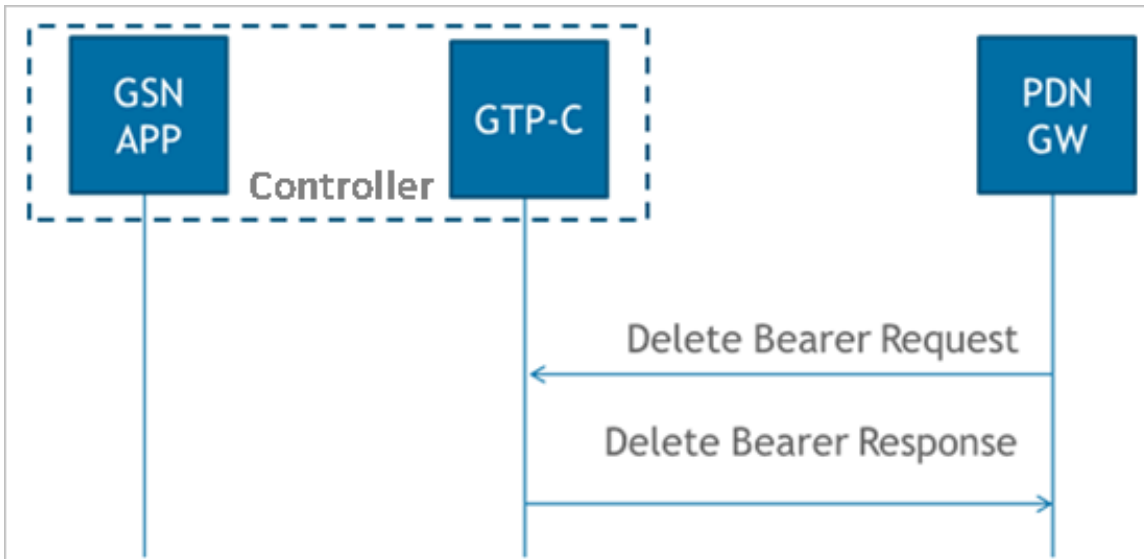 GSN
APP
GTP-C
PDN
GW
Controller
Delete Bearer Request
Delete Bearer Response